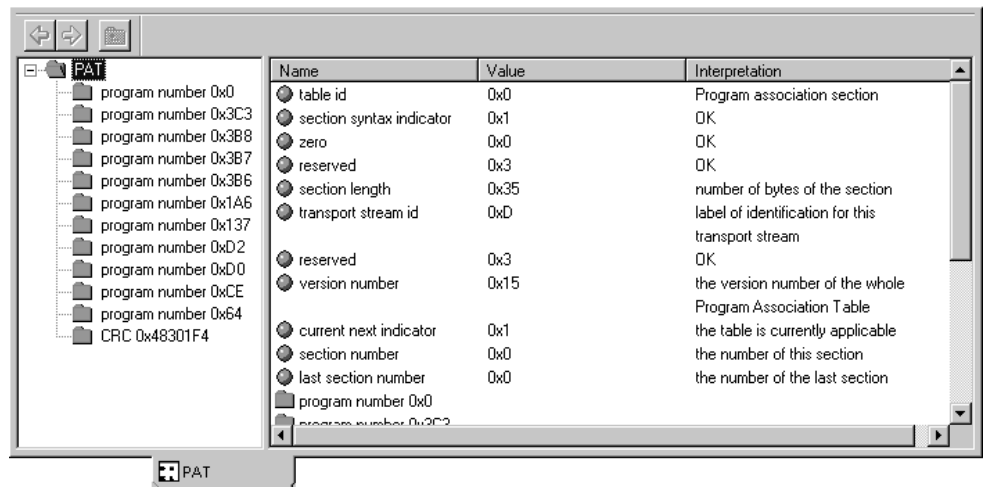 PAT
program number 0x0
program number 0x3C3
program number 0x3B8
program number 0x3B7
program number 0x3B6
program number 0x1A6
program number 0x137
program number 0xD2
program number 0xD0
program number 0xCE
program number 0x64
CRC 0x48301F4
Name Value Interpretation
table id 0x0 Program association section
section syntax indicator 0x1 OK
zero 0x0 OK
reserved 0x3 OK
section length 0x35 number of bytes of the section
transport stream id 0xD label of identification for this
transport stream
reserved 0x3 OK
version number 0x15 the version number of the whole
Program Association Table
current next indicator 0x1 the table is currently applicable
section number 0x0 the number of this section
last section number 0x0 the number of the last section
program number 0x0
program number 0x3C3
PAT